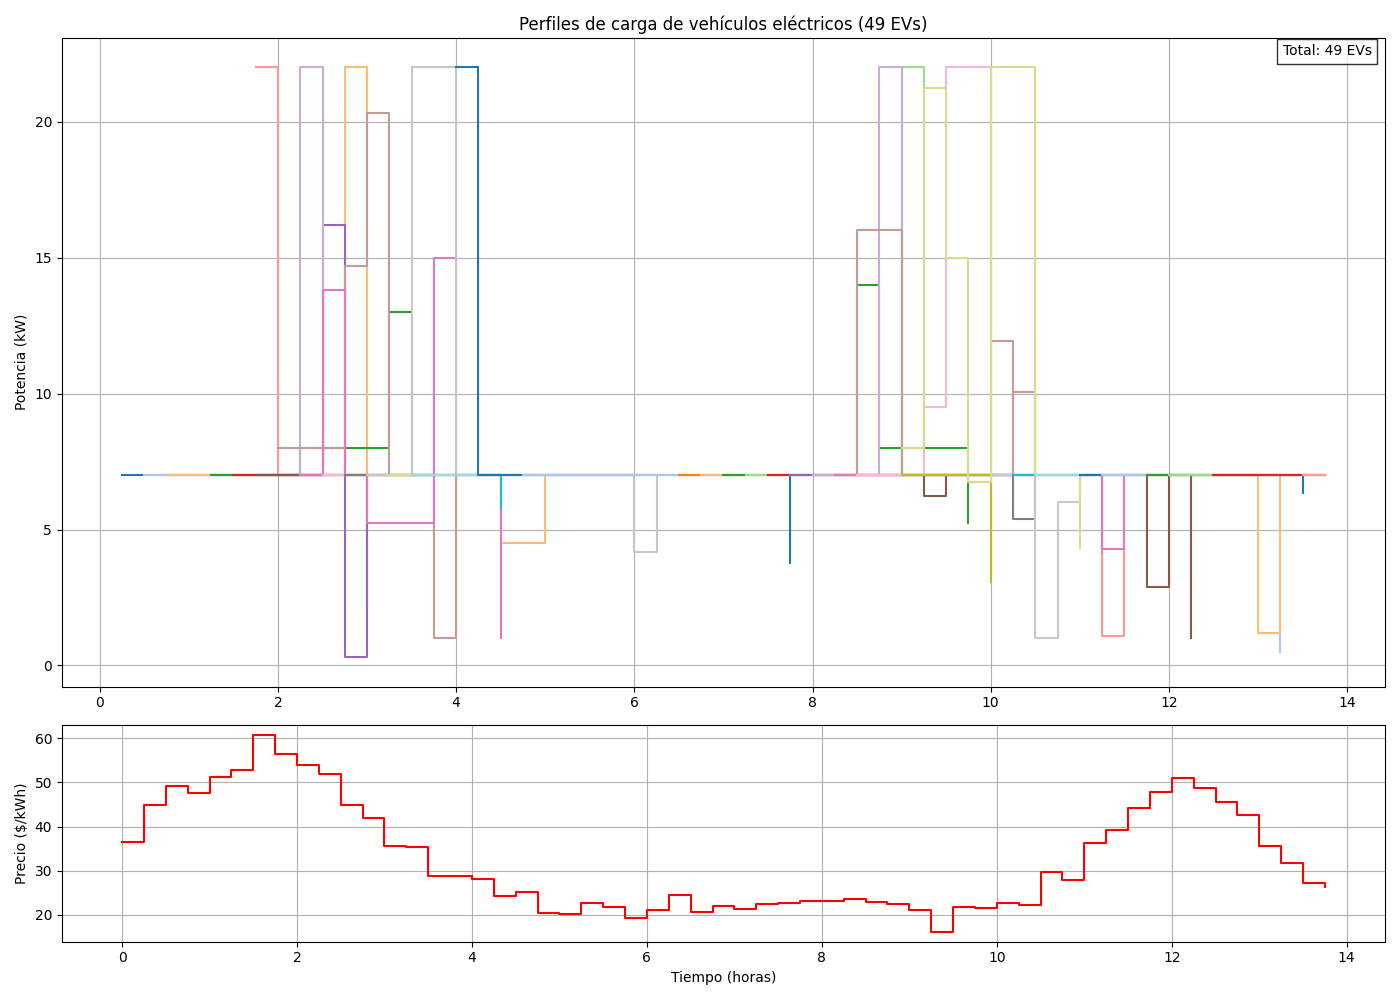 Perfiles de carga de vehículos eléctricos (49 EVs)
Total: 49 EVs
Potencia (kW)
20
15
10
5
0
0 2 4 6 8 10 12 14
Precio ($/kWh)
60
50
40
30
20
0 2 4 6 8 10 12 14
Tiempo (horas)